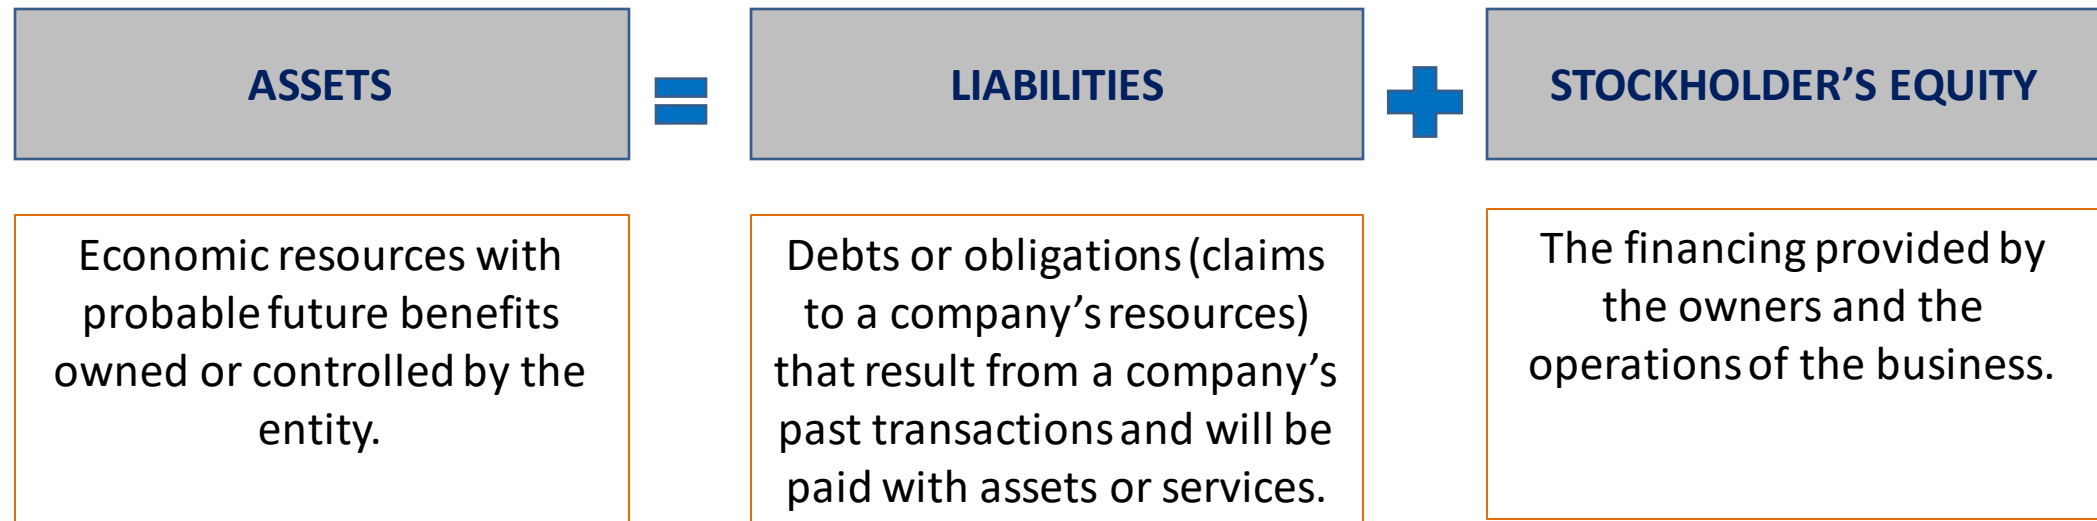 ASSETS
LIABILITIES
STOCKHOLDER’S EQUITY
Economic resources with
probable future benefits
owned or controlled by the
entity.
Debts or obligations (claims
to a company’s resources)
that result from a company’s
past transactions and will be
paid with assets or services.
The financing provided by
the owners and the
operations of the business.